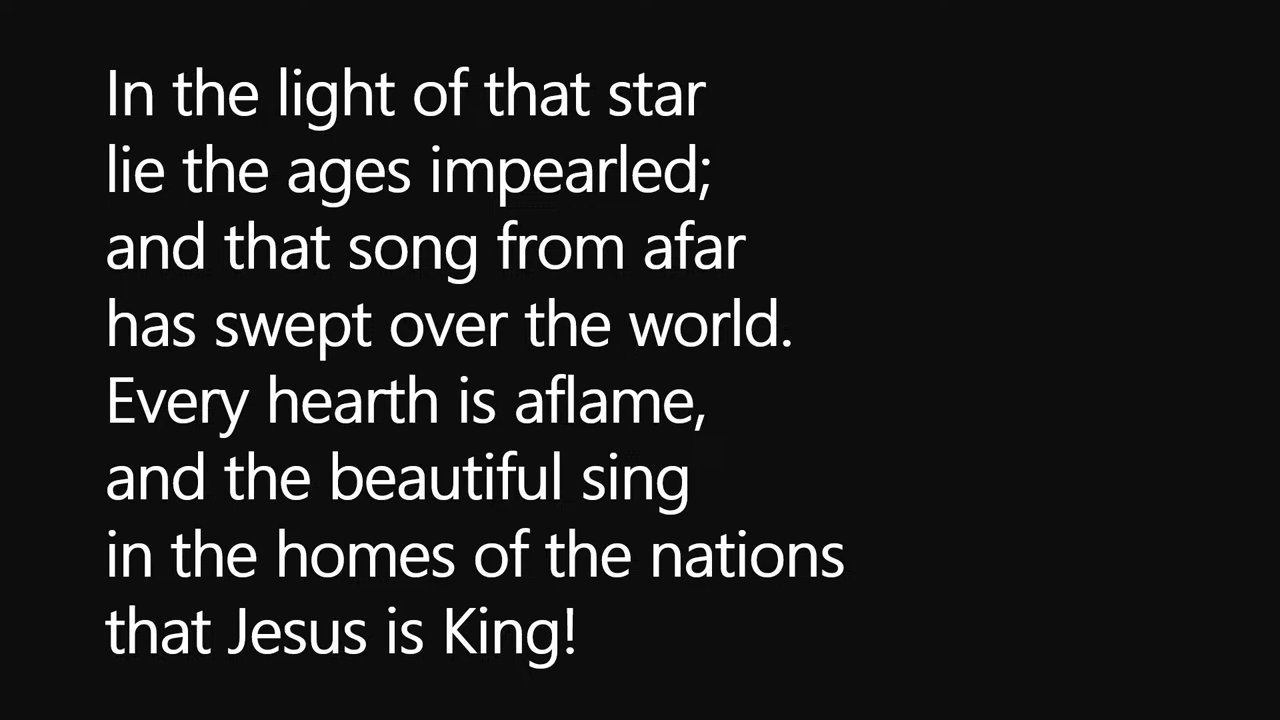 In the light of that star
lie the ages impearled;
and that song from afar
has swept over the world.
Every hearth is aflame,
and the beautiful sing
in the homes of the nations
that Jesus is King!